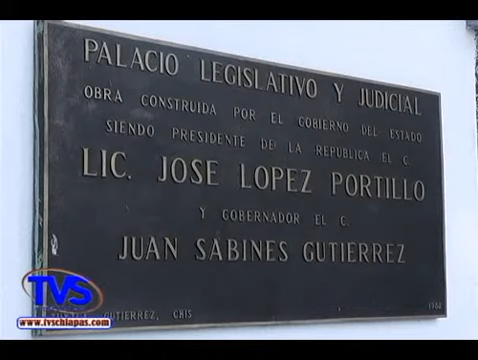 PALACIO LEGISLATIVO Y JUDICIAL
OBRA CONSTRUIDA POR EL GOBIERNO DEL ESTADO
SIENDO PRESIDENTE DE LA REPUBLICA EL C.
LIC. JOSE LOPEZ PORTILLO
Y GOBERNADOR EL C.
JUAN SABINES GUTIERREZ
GUTIERREZ, CHIS
TVS
www.tvschiapas.com